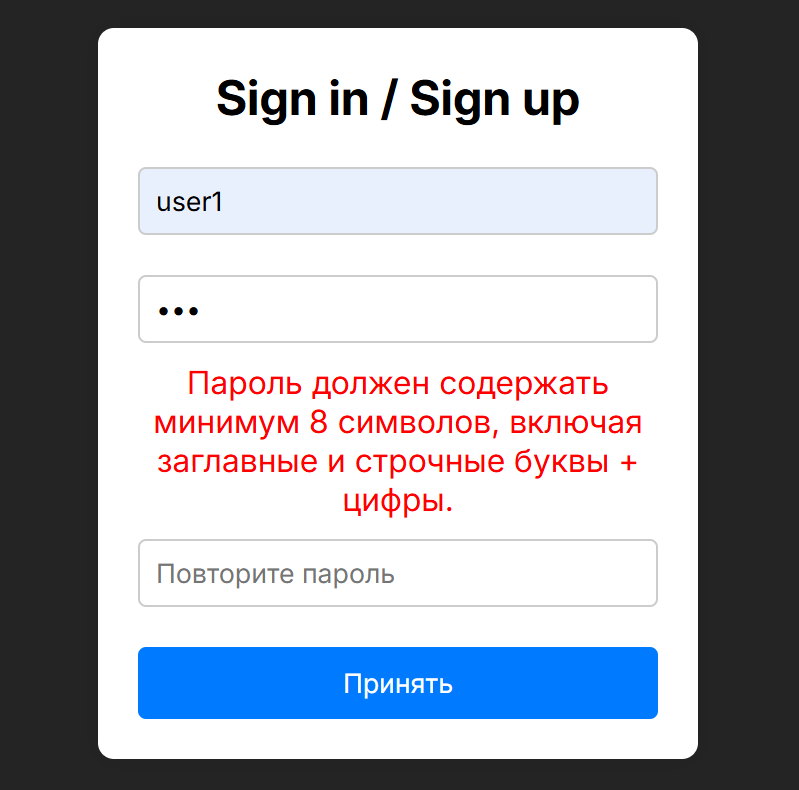 Sign in / Sign up
user1
•••
Пароль должен содержать
минимум 8 символов, включая
заглавные и строчные буквы +
цифры.
Повторите пароль
Принять